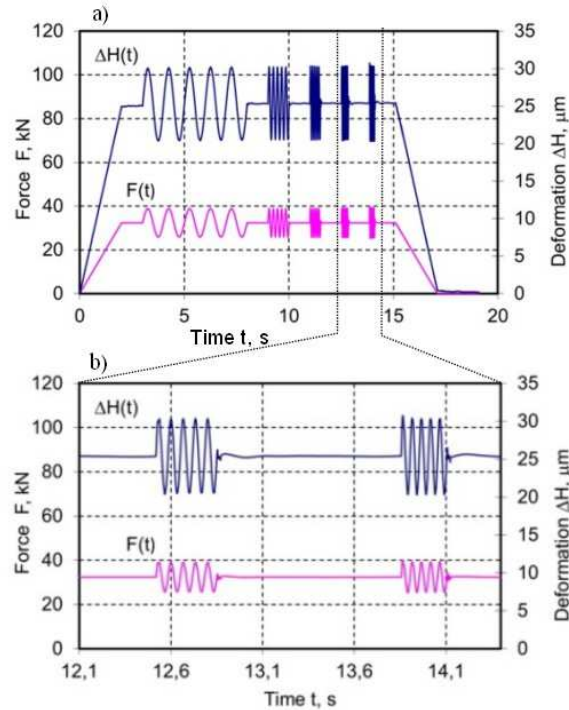 a)
120
100
80
60
40
20
0
Force F, kN
ΔH(t)
F(t)
35
30
25
20
15
10
5
0
Deformation ΔH, μm
0 5 10 15 20
Time t, s
b)
120
100
80
60
40
20
0
Force F, kN
ΔH(t)
F(t)
35
30
25
20
15
10
5
0
Deformation ΔH, μm
12,1 12,6 13,1 13,6 14,1
Time t, s